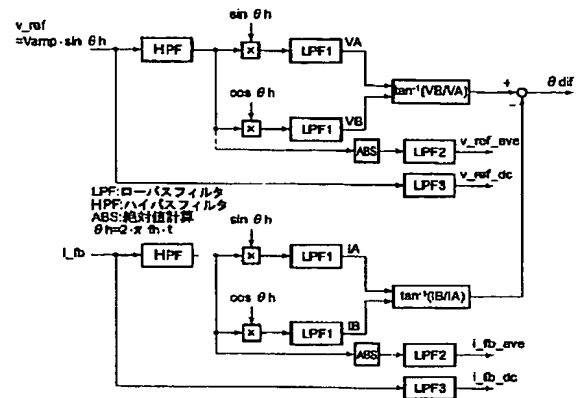 sin θh
v_ref
=Vamp·sin θh
HPF
×
LPF1
VA
cos θh
tan⁻¹(VB/VA)
+
−
θdif
×
LPF1
VB
ABS
LPF2
v_ref_ave
LPF3
v_ref_dc
LPF:ローパスフィルタ
HPF:ハイパスフィルタ
ABS:絶対値計算
θh=2·π·fh·t
sin θh
i_fb
HPF
×
LPF1
IA
cos θh
tan⁻¹(IB/IA)
×
LPF1
IB
ABS
LPF2
i_fb_ave
LPF3
i_fb_dc